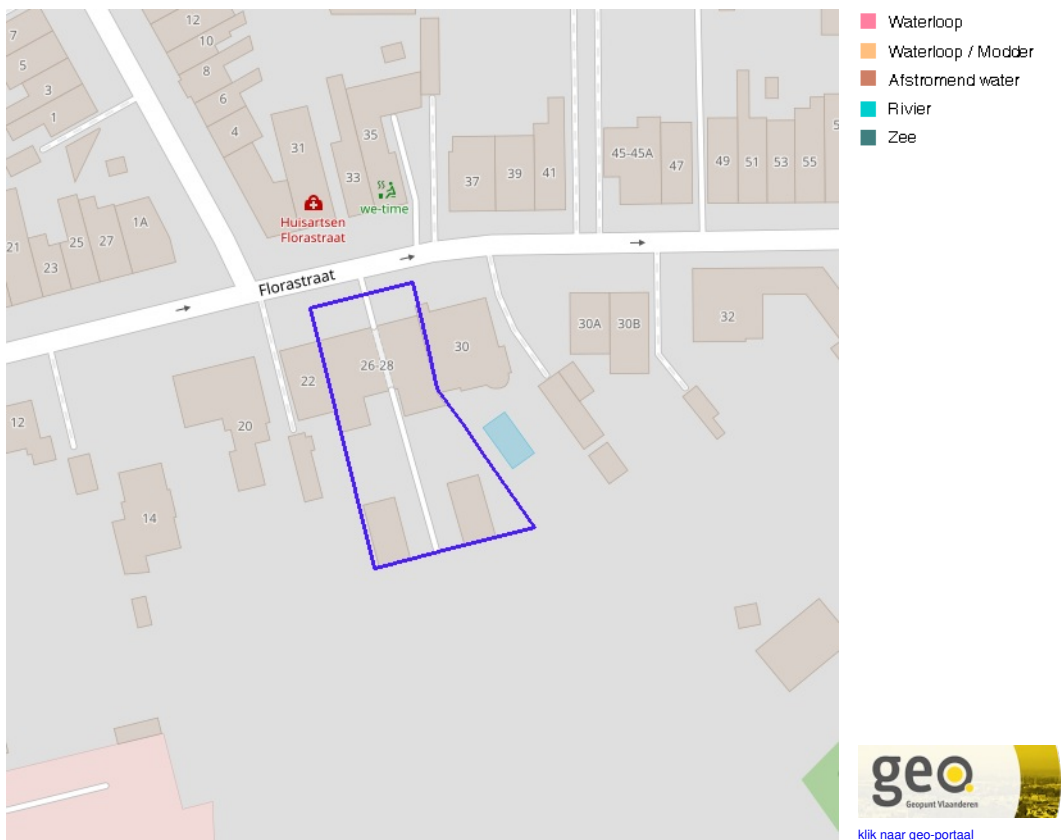 7
5
3
1
12
10
8
6
4
31
35
33
we-time
Huisartsen
Florastraat
37
39
41
45-45A
47
49
51
53
55
5
21
23
25
27
1A
Florastraat
22
26-28
30
30A
30B
32
12
20
14
Waterloop
Waterloop / Modder
Afstromend water
Rivier
Zee
geo.
Geopunt Vlaanderen
klik naar geo-portaal